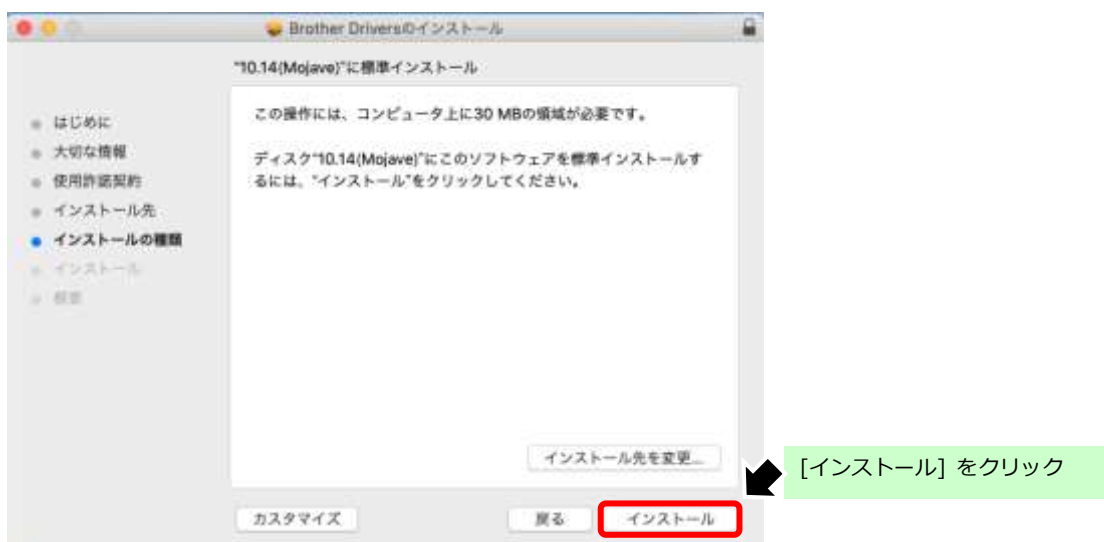 Brother Driversのインストール
"10.14(Mojave)"に標準インストール
はじめに
大切な情報
使用許諾契約
インストール先
インストールの種類
インストール
概要
この操作には、コンピュータ上に30 MBの領域が必要です。
ディスク"10.14(Mojave)"にこのソフトウェアを標準インストールす
るには、"インストール"をクリックしてください。
インストール先を変更...
カスタマイズ
戻る
インストール
[インストール] をクリック